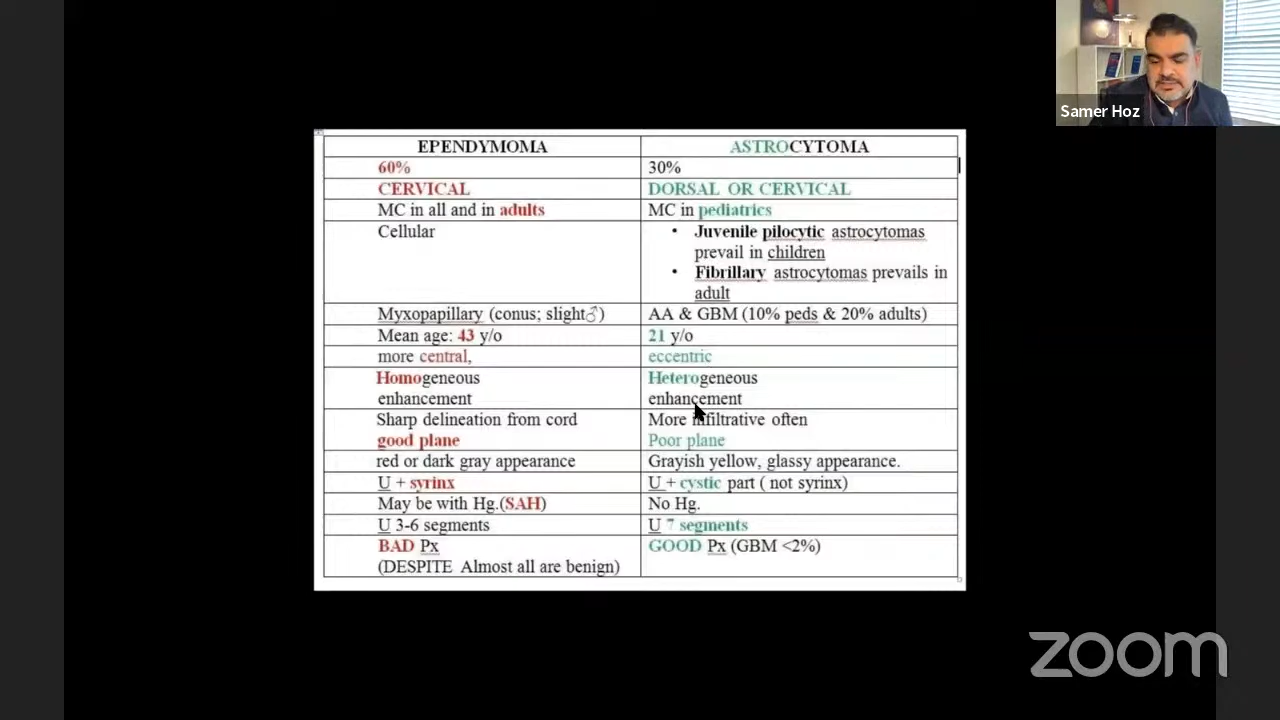 Samer Hoz
EPENDYMOMA
ASTROCYTOMA
60%
30%
CERVICAL
DORSAL OR CERVICAL
MC in all and in adults
MC in pediatrics
Cellular
• Juvenile pilocytic astrocytomas
prevail in children
• Fibrillary astrocytomas prevails in
adult
Myxopapillary (conus; slight♂)
AA & GBM (10% peds & 20% adults)
Mean age: 43 y/o
21 y/o
more central,
eccentric
Homogeneous
enhancement
Heterogeneous
enhancement
Sharp delineation from cord
good plane
More infiltrative often
Poor plane
red or dark gray appearance
Grayish yellow, glassy appearance.
U + syrinx
U + cystic part ( not syrinx)
May be with Hg.(SAH)
No Hg.
U 3-6 segments
U 7 segments
BAD Px
(DESPITE Almost all are benign)
GOOD Px (GBM <2%)
zoom